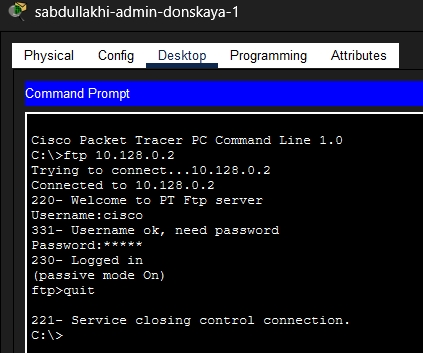 sabdullakhi-admin-donskaya-1
Physical Config Desktop Programming Attributes
Command Prompt
Cisco Packet Tracer PC Command Line 1.0
C:\>ftp 10.128.0.2
Trying to connect...10.128.0.2
Connected to 10.128.0.2
220- Welcome to PT Ftp server
Username:cisco
331- Username ok, need password
Password:*****
230- Logged in
(passive mode On)
ftp>quit
221- Service closing control connection.
C:\>